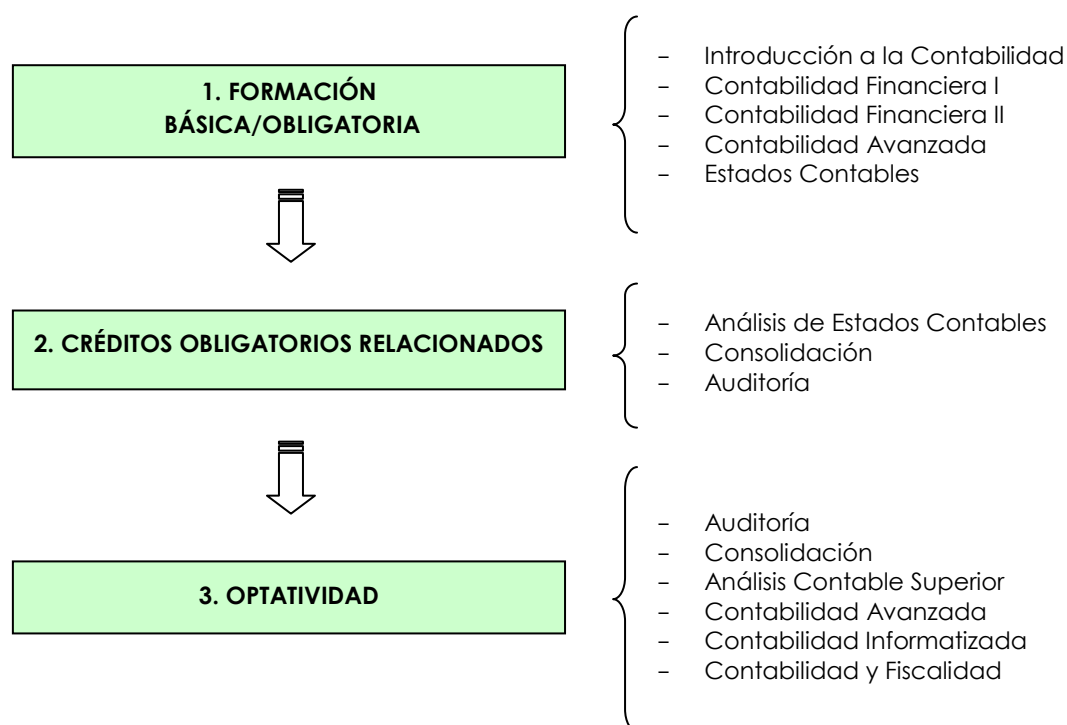 1. FORMACIÓN
BÁSICA/OBLIGATORIA
- Introducción a la Contabilidad
- Contabilidad Financiera I
- Contabilidad Financiera II
- Contabilidad Avanzada
- Estados Contables
2. CRÉDITOS OBLIGATORIOS RELACIONADOS
- Análisis de Estados Contables
- Consolidación
- Auditoría
3. OPTATIVIDAD
- Auditoría
- Consolidación
- Análisis Contable Superior
- Contabilidad Avanzada
- Contabilidad Informatizada
- Contabilidad y Fiscalidad